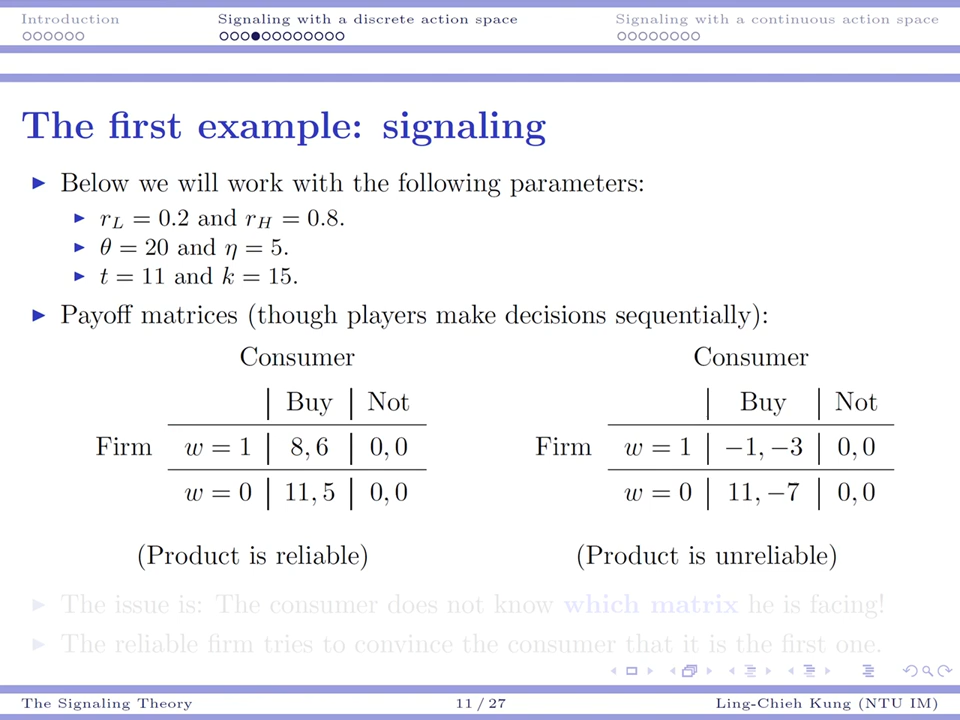 Introduction Signaling with a discrete action space Signaling with a continuous action space
The first example: signaling
Below we will work with the following parameters:
r_L = 0.2 and r_H = 0.8.
θ = 20 and η = 5.
t = 11 and k = 15.
Payoff matrices (though players make decisions sequentially):
Consumer Consumer
Buy Not Buy Not
Firm w = 1 8, 6 0, 0 Firm w = 1 −1, −3 0, 0
w = 0 11, 5 0, 0 w = 0 11, −7 0, 0
(Product is reliable) (Product is unreliable)
The issue is: The consumer does not know which matrix he is facing!
The reliable firm tries to convince the consumer that it is the first one.
The Signaling Theory 11 / 27 Ling-Chieh Kung (NTU IM)